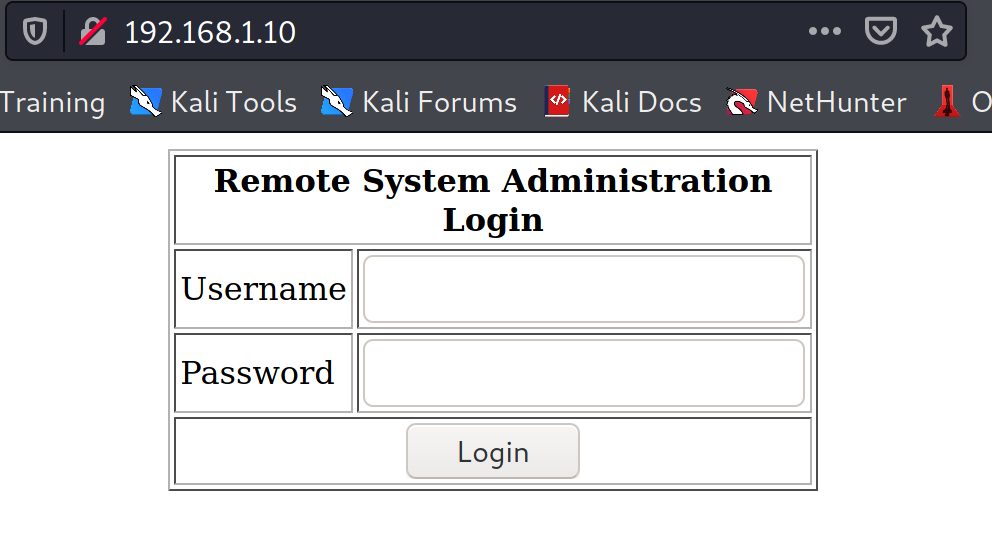 192.168.1.10
Training Kali Tools Kali Forums Kali Docs NetHunter O
Remote System Administration
Login
Username
Password
Login